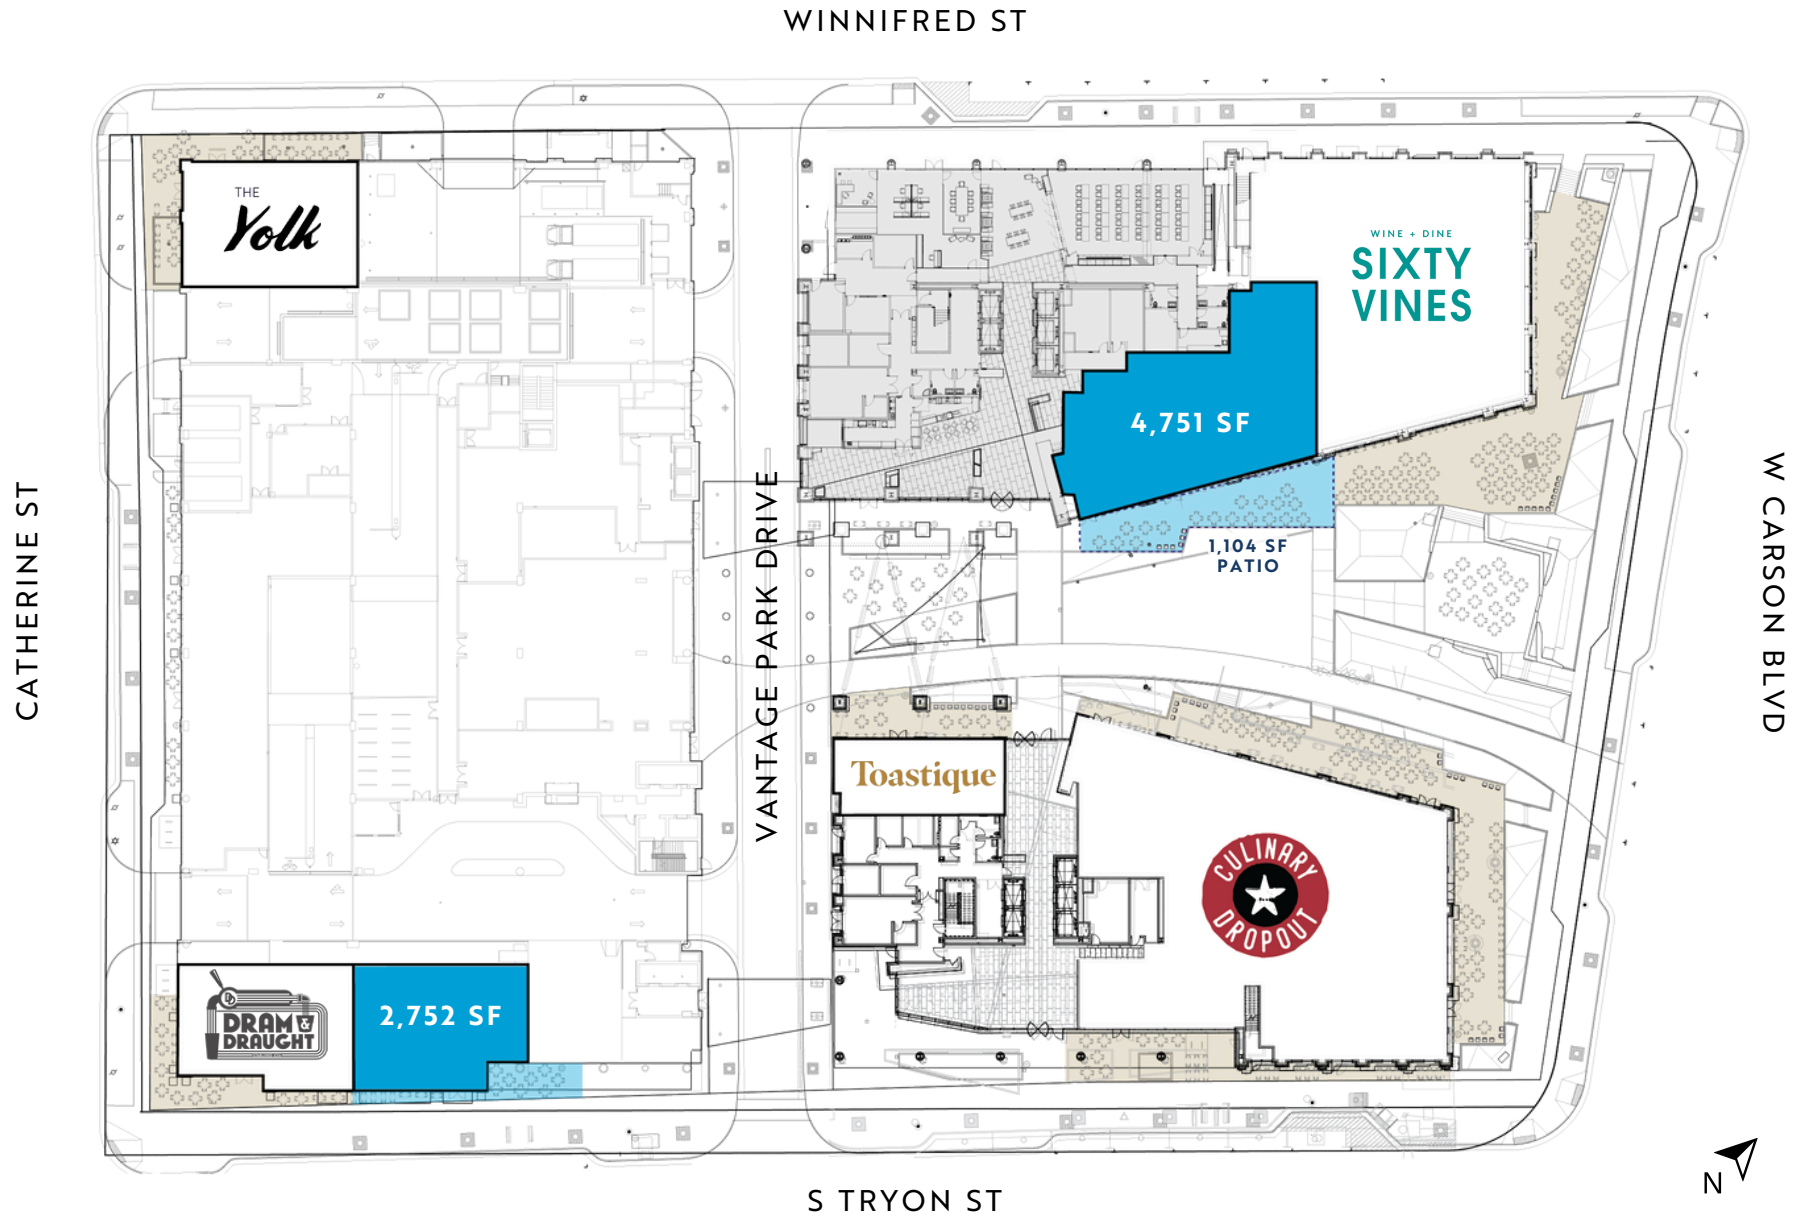 WINNIFRED ST
THE
Yolk
WINE + DINE
SIXTY
VINES
4,751 SF
1,104 SF
PATIO
CATHERINE ST
VANTAGE PARK DRIVE
W CARSON BLVD
Toastique
CULINARY
DROPOUT
DD
DRAM &
DRAUGHT
2,752 SF
S TRYON ST
N